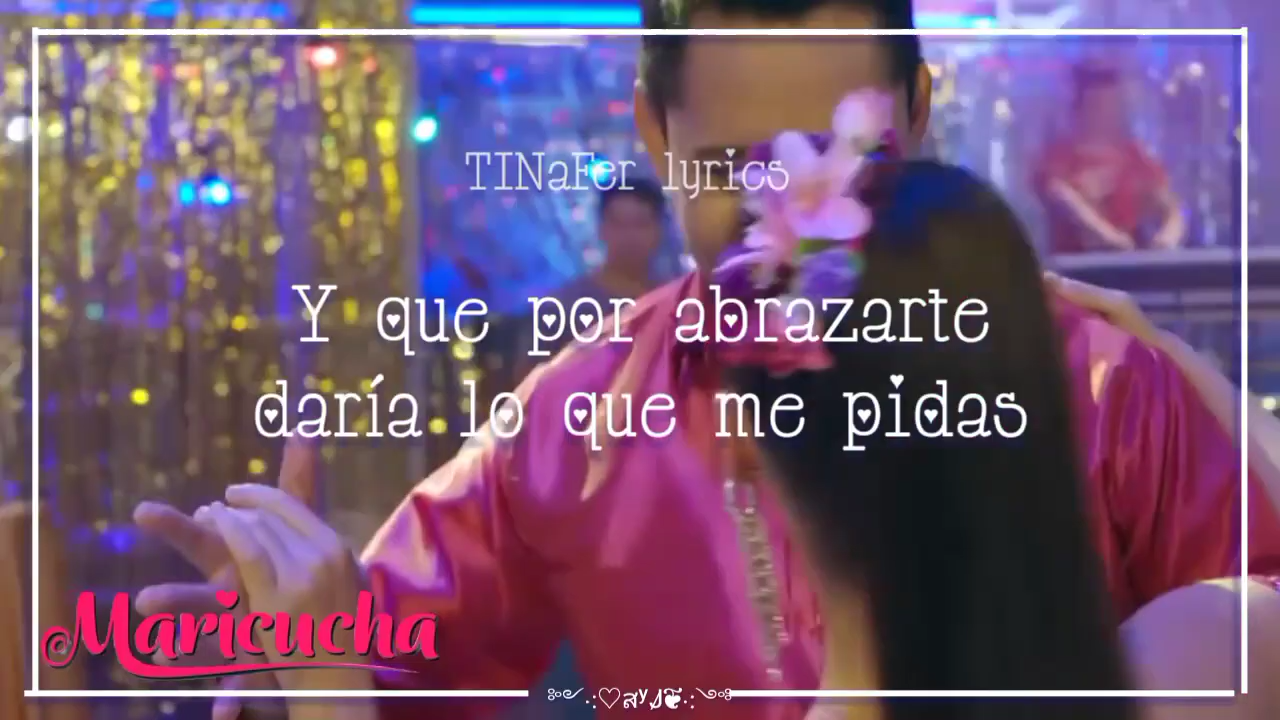 TINaFer lyrics
Y que por abrazarte
daría lo que me pidas
Maricucha